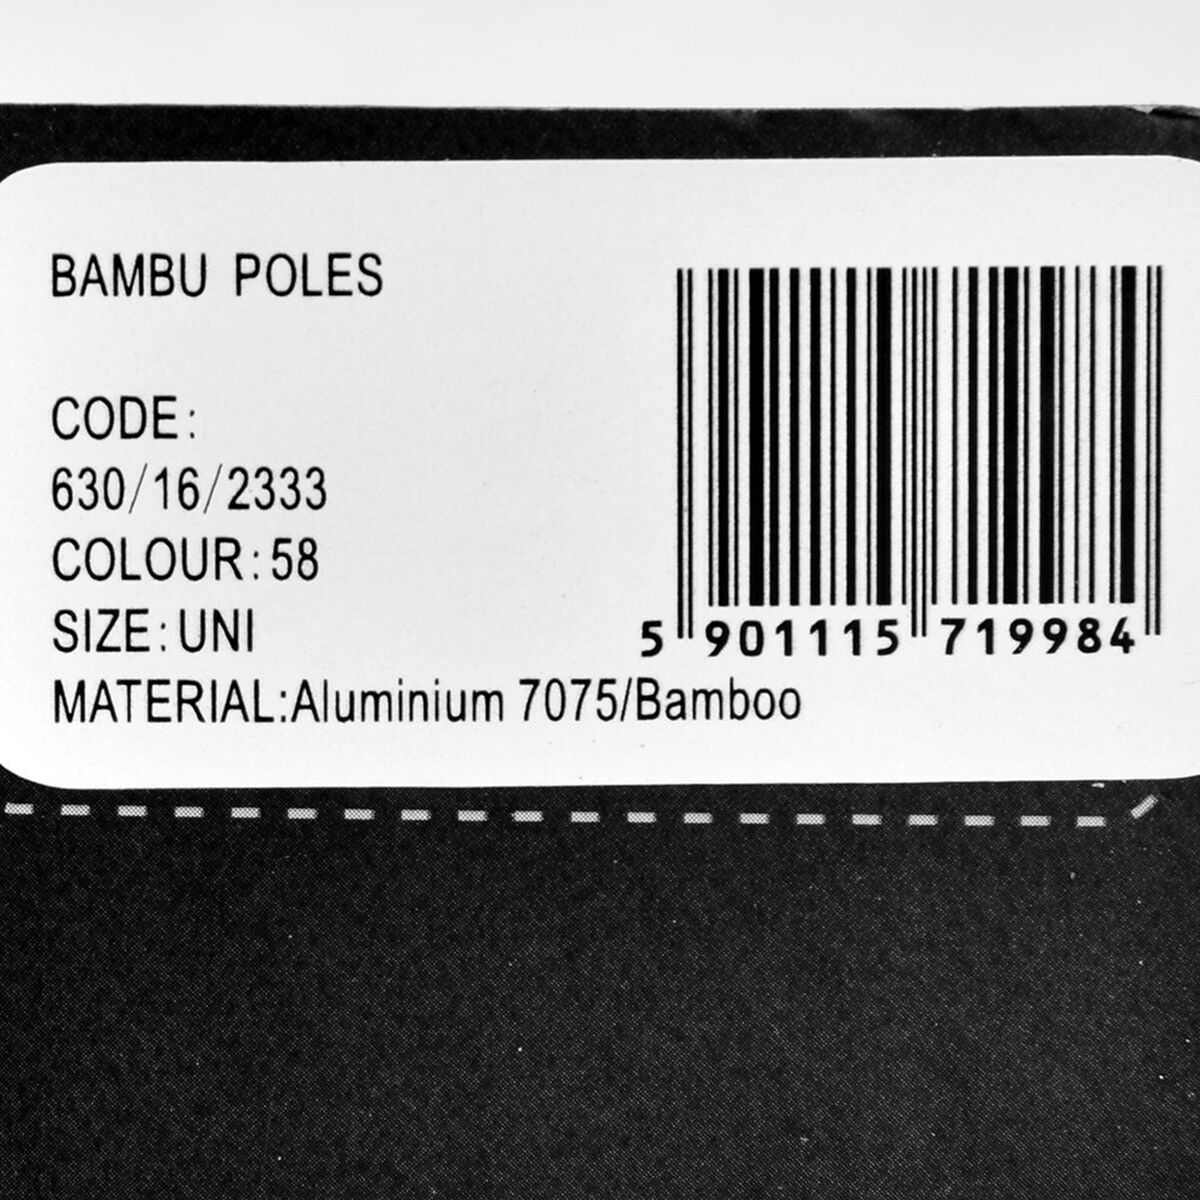 BAMBU POLES
CODE:
630/16/2333
COLOUR:58
SIZE:UNI
MATERIAL:Aluminium 7075/Bamboo
5 901115 719984